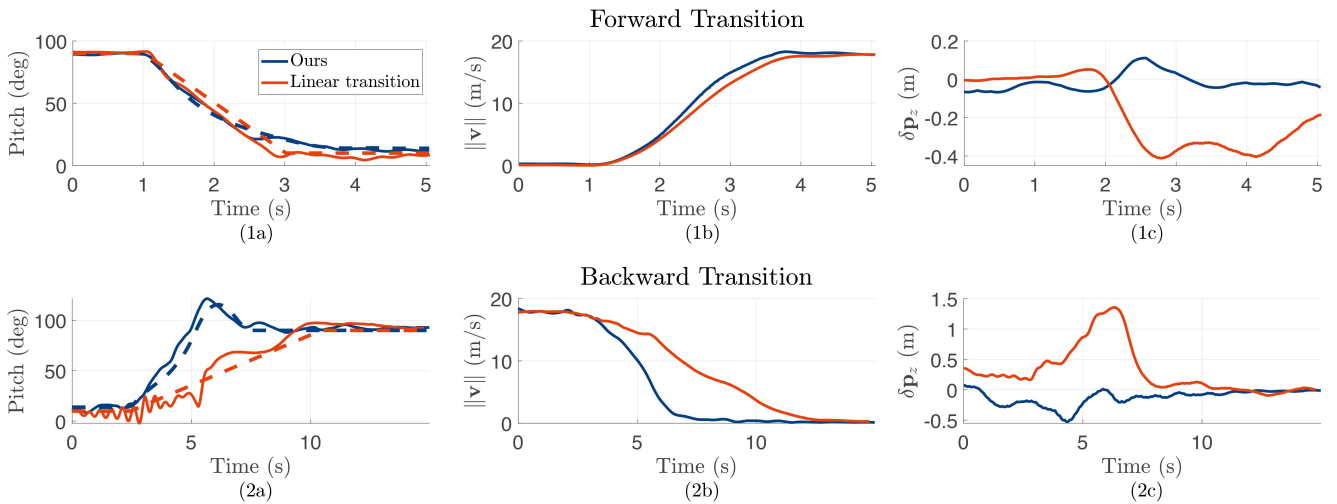 Forward Transition
100
50
0
Pitch (deg)
Ours
Linear transition
0 1 2 3 4 5
Time (s)
(1a)
20
10
0
||v|| (m/s)
0 1 2 3 4 5
Time (s)
(1b)
0.2
0
-0.2
-0.4
δp_z (m)
0 1 2 3 4 5
Time (s)
(1c)
Backward Transition
100
50
0
Pitch (deg)
0 5 10
Time (s)
(2a)
20
10
0
||v|| (m/s)
0 5 10
Time (s)
(2b)
1.5
1
0.5
0
-0.5
δp_z (m)
0 5 10
Time (s)
(2c)